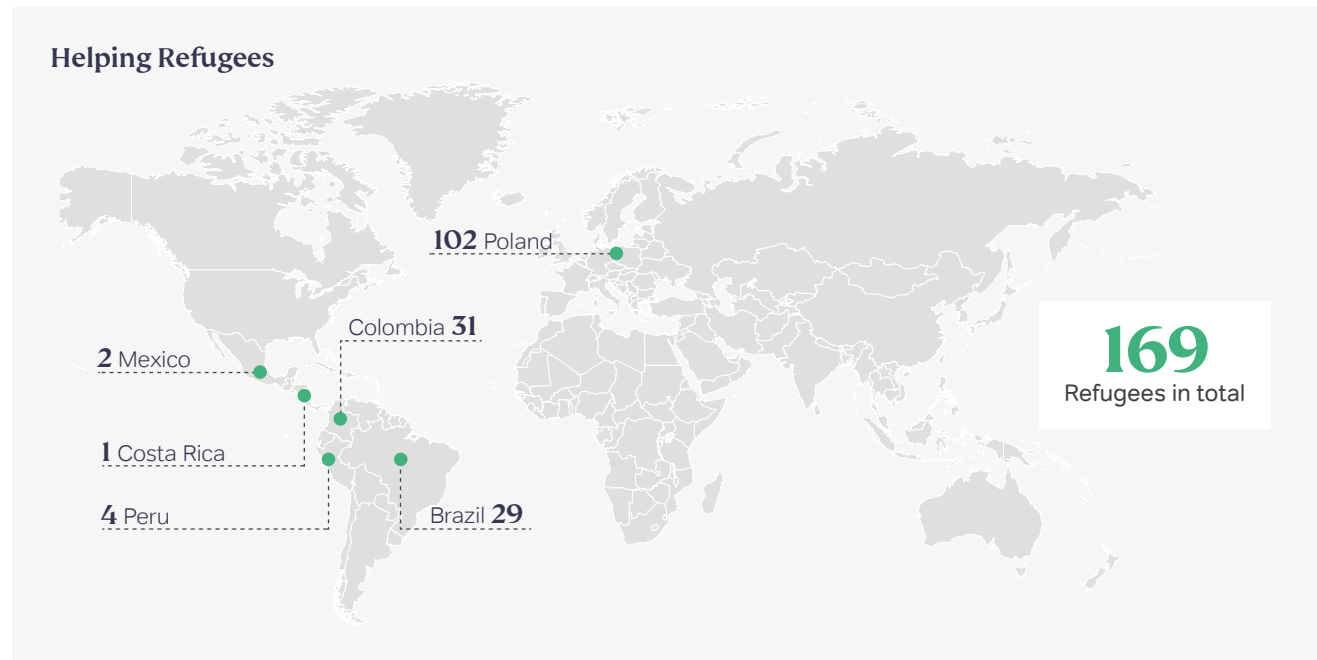 Helping Refugees
102 Poland
Colombia 31
2 Mexico
169
Refugees in total
1 Costa Rica
4 Peru
Brazil 29